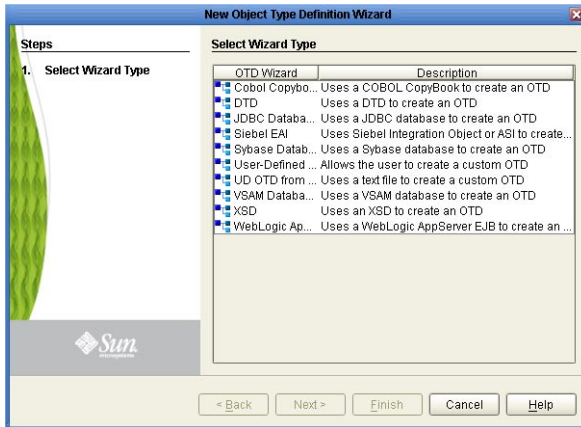 New Object Type Definition Wizard
Steps
1. Select Wizard Type
Select Wizard Type
OTD Wizard Description
Cobol Copybo... Uses a COBOL CopyBook to create an OTD
DTD Uses a DTD to create an OTD
JDBC Databa... Uses a JDBC database to create an OTD
Siebel EAI Uses Siebel Integration Object or ASI to create...
Sybase Datab... Uses a Sybase database to create an OTD
User-Defined ... Allows the user to create a custom OTD
UD OTD from ... Uses a text file to create a custom OTD
VSAM Databa... Uses a VSAM database to create an OTD
XSD Uses an XSD to create an OTD
WebLogic Ap... Uses a WebLogic AppServer EJB to create an ...
Sun
microsystems
< Back Next > Finish Cancel Help